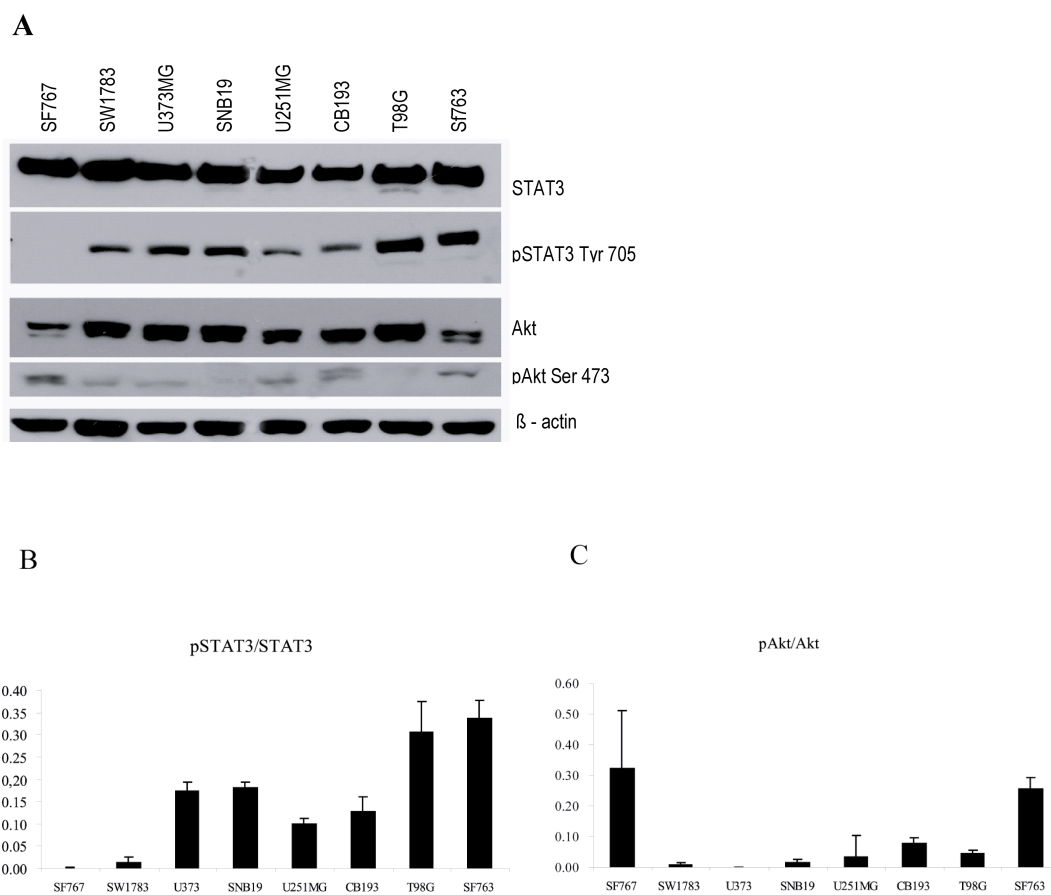 A
SF767 SW1783 U373MG SNB19 U251MG CB193 T98G Sf763
STAT3
pSTAT3 Tyr 705
Akt
pAkt Ser 473
ß - actin
B
pSTAT3/STAT3
0.40
0.35
0.30
0.25
0,20
0.15
0.10
0.05
0.00
SF767 SW1783 U373 SNB19 U251MG CB193 T98G SF763
C
pAkt/Akt
0.60
0.50
0.40
0.30
0.20
0.10
0.00
SF767 SW1783 U373 SNB19 U251MG CB193 T98G SF763